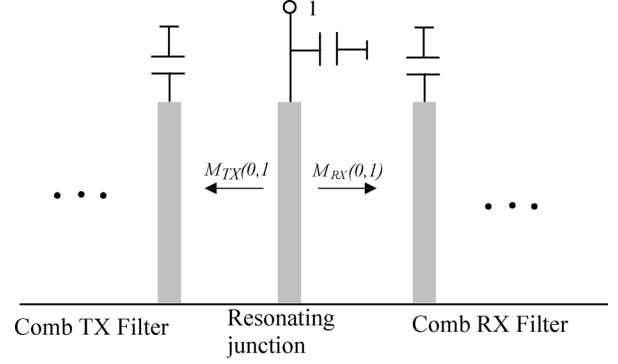 1
M_TX(0,1 M_RX(0,1)
Comb TX Filter Resonating junction Comb RX Filter